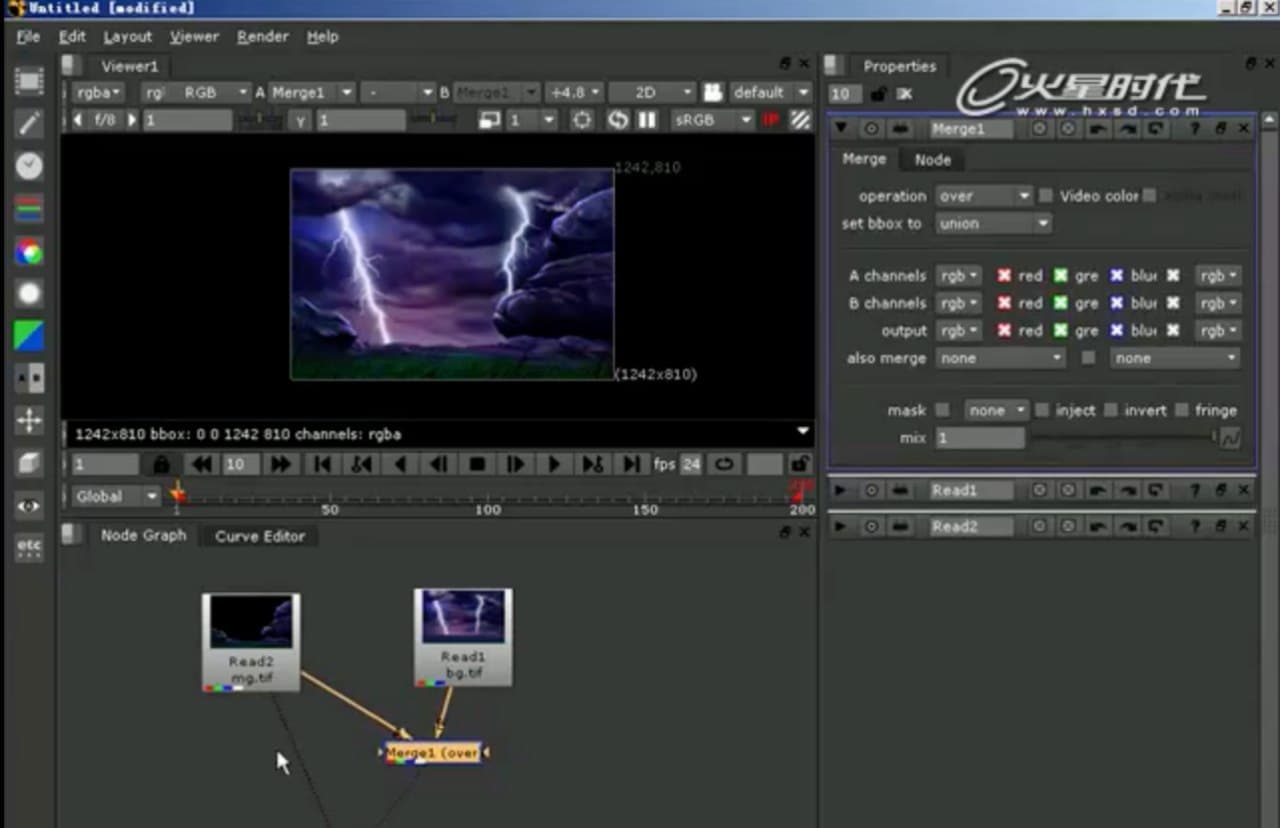 Untitled [modified]
File Edit Layout Viewer Render Help
Viewer1
rgba rgl RGB A Merge1 - B Merge1 +4.8 2D default
f/8 1 Y 1 1 sRGB IP
1242,810
(1242x810)
1242x810 bbox: 0 0 1242 810 channels: rgba
1 10 fps 24
Global 1 50 100 150 200
Node Graph Curve Editor
Read2
mg.tif
Read1
bg.tif
Merge1 (over
etc
A B
Properties
火星时代
www.hxsd.com
10
Merge1 ?
Merge Node
operation over Video color
set bbox to union
A channels rgb red gre blue rgb
B channels rgb red gre blue rgb
output rgb red gre blue rgb
also merge none none
mask none inject invert fringe
mix 1
Read1 ?
Read2 ?